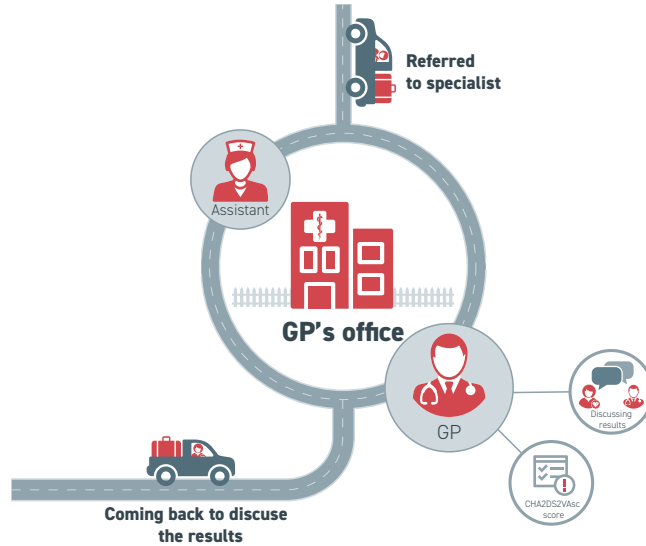 Referred
to specialist
Assistant
GP's office
GP
Discussing
results
CHA2DS2VAsc
score
Coming back to discuse
the results